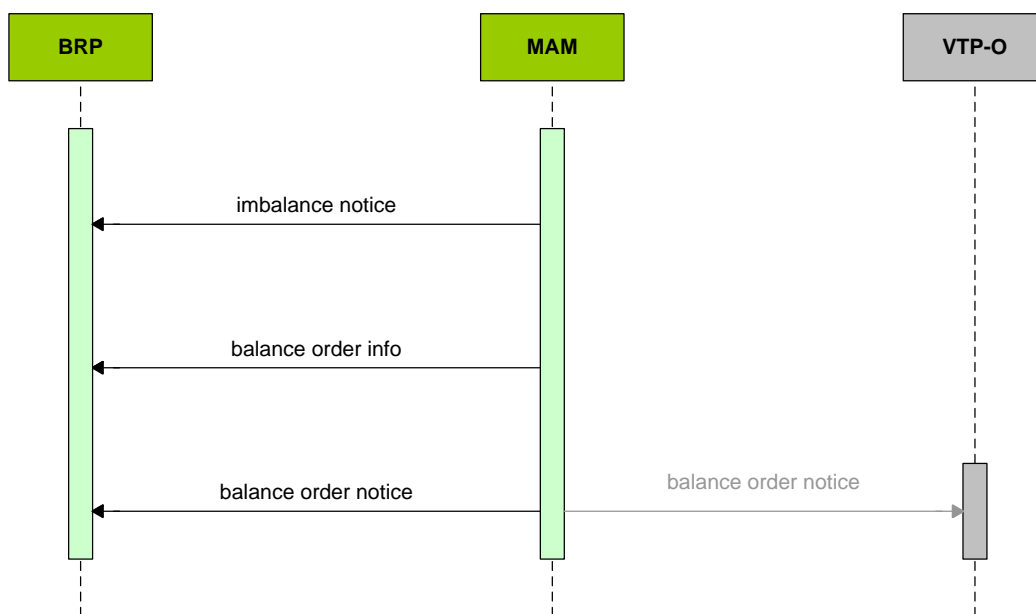 BRP
MAM
VTP-O
imbalance notice
balance order info
balance order notice
balance order notice